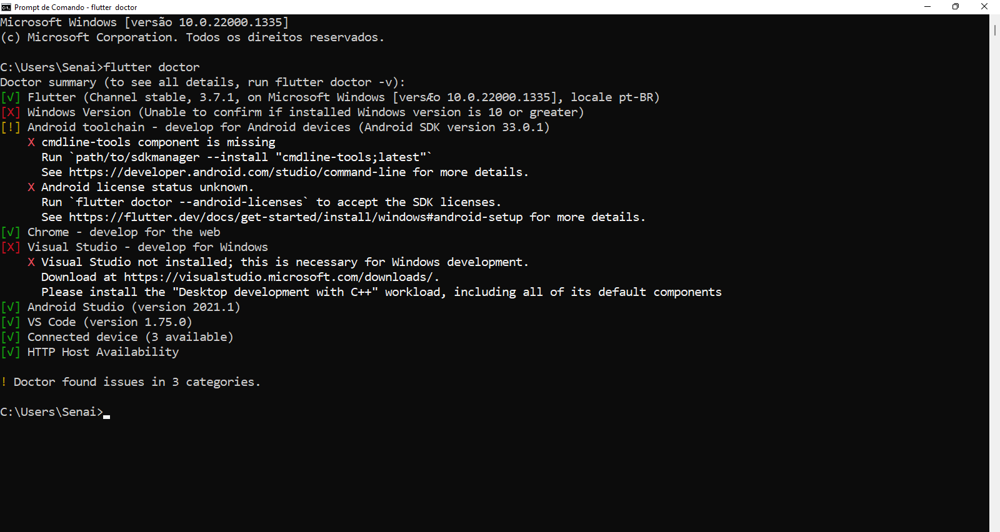 Prompt de Comando - flutter  doctor
Microsoft Windows [versão 10.0.22000.1335]
(c) Microsoft Corporation. Todos os direitos reservados.
C:\Users\Senai>flutter doctor
Doctor summary (to see all details, run flutter doctor -v):
[√] Flutter (Channel stable, 3.7.1, on Microsoft Windows [versÆo 10.0.22000.1335], locale pt-BR)
[X] Windows Version (Unable to confirm if installed Windows version is 10 or greater)
[!] Android toolchain - develop for Android devices (Android SDK version 33.0.1)
X cmdline-tools component is missing
Run `path/to/sdkmanager --install "cmdline-tools;latest"`
See https://developer.android.com/studio/command-line for more details.
X Android license status unknown.
Run `flutter doctor --android-licenses` to accept the SDK licenses.
See https://flutter.dev/docs/get-started/install/windows#android-setup for more details.
[√] Chrome - develop for the web
[X] Visual Studio - develop for Windows
X Visual Studio not installed; this is necessary for Windows development.
Download at https://visualstudio.microsoft.com/downloads/.
Please install the "Desktop development with C++" workload, including all of its default components
[√] Android Studio (version 2021.1)
[√] VS Code (version 1.75.0)
[√] Connected device (3 available)
[√] HTTP Host Availability
! Doctor found issues in 3 categories.
C:\Users\Senai>